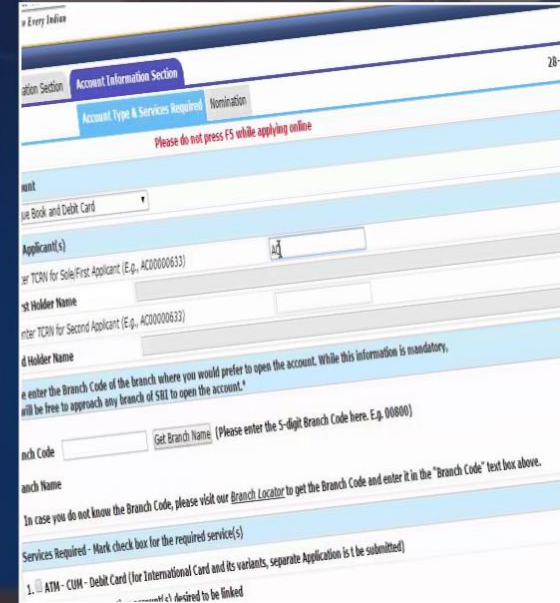 Every Indian
ation Section Account Information Section
28-
Account Type & Services Required Nomination
Please do not press F5 while applying online
unt
ue Book and Debit Card
Applicant(s)
er TCRN for Sole/First Applicant (E.g., AC00000633) AC
st Holder Name
nter TCRN for Second Applicant (E.g., AC00000633)
d Holder Name
e enter the Branch Code of the branch where you would prefer to open the account. While this information is mandatory,
will be free to approach any branch of SBI to open the account.*
nch Code Get Branch Name (Please enter the 5-digit Branch Code here. E.g. 00800)
anch Name
In case you do not know the Branch Code, please visit our Branch Locator to get the Branch Code and enter it in the "Branch Code" text box above.
Services Required - Mark check box for the required service(s)
1. ATM - CUM - Debit Card (for International Card and its variants, separate Application is t be submitted)
desired to be linked